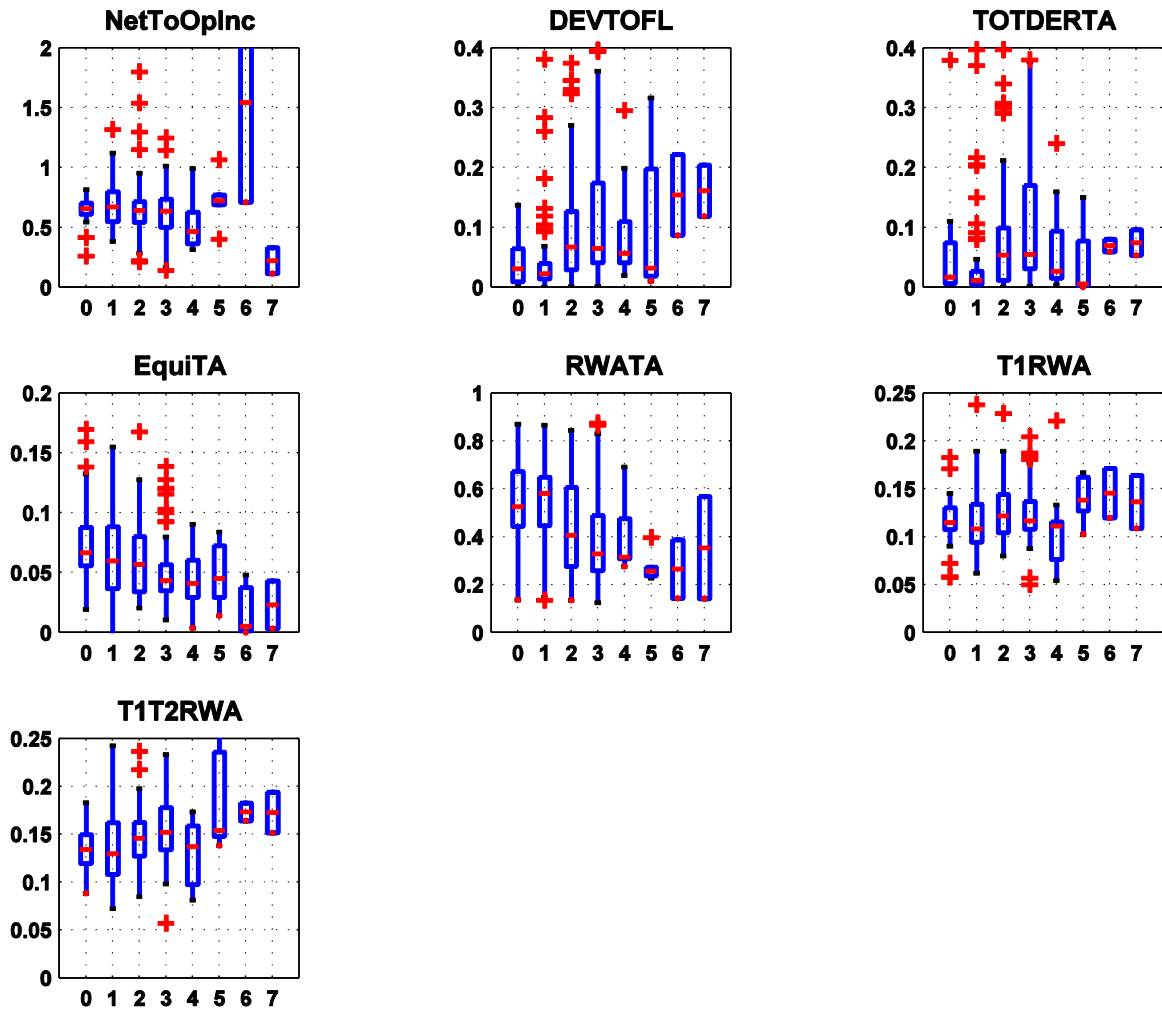 NetToOpInc DEVTOFL TOTDERTA
2 0.4 0.4
1.5 0.3 0.3
1 0.2 0.2
0.5 0.1 0.1
0 0 0
0 1 2 3 4 5 6 7 0 1 2 3 4 5 6 7 0 1 2 3 4 5 6 7
EquiTA RWATA T1RWA
0.2 1 0.25
0.8 0.2
0.15 0.6 0.15
0.1 0.4 0.1
0.05 0.2 0.05
0 0 0
0 1 2 3 4 5 6 7 0 1 2 3 4 5 6 7 0 1 2 3 4 5 6 7
T1T2RWA
0.25
0.2
0.15
0.1
0.05
0
0 1 2 3 4 5 6 7